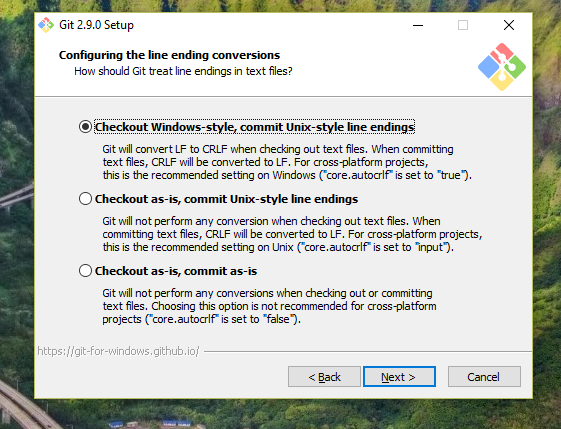 Git 2.9.0 Setup
Configuring the line ending conversions
How should Git treat line endings in text files?
Checkout Windows-style, commit Unix-style line endings
Git will convert LF to CRLF when checking out text files. When committing
text files, CRLF will be converted to LF. For cross-platform projects,
this is the recommended setting on Windows ("core.autocrlf" is set to "true").
Checkout as-is, commit Unix-style line endings
Git will not perform any conversion when checking out text files. When
committing text files, CRLF will be converted to LF. For cross-platform projects,
this is the recommended setting on Unix ("core.autocrlf" is set to "input").
Checkout as-is, commit as-is
Git will not perform any conversions when checking out or committing
text files. Choosing this option is not recommended for cross-platform
projects ("core.autocrlf" is set to "false").
https://git-for-windows.github.io/
< Back
Next >
Cancel